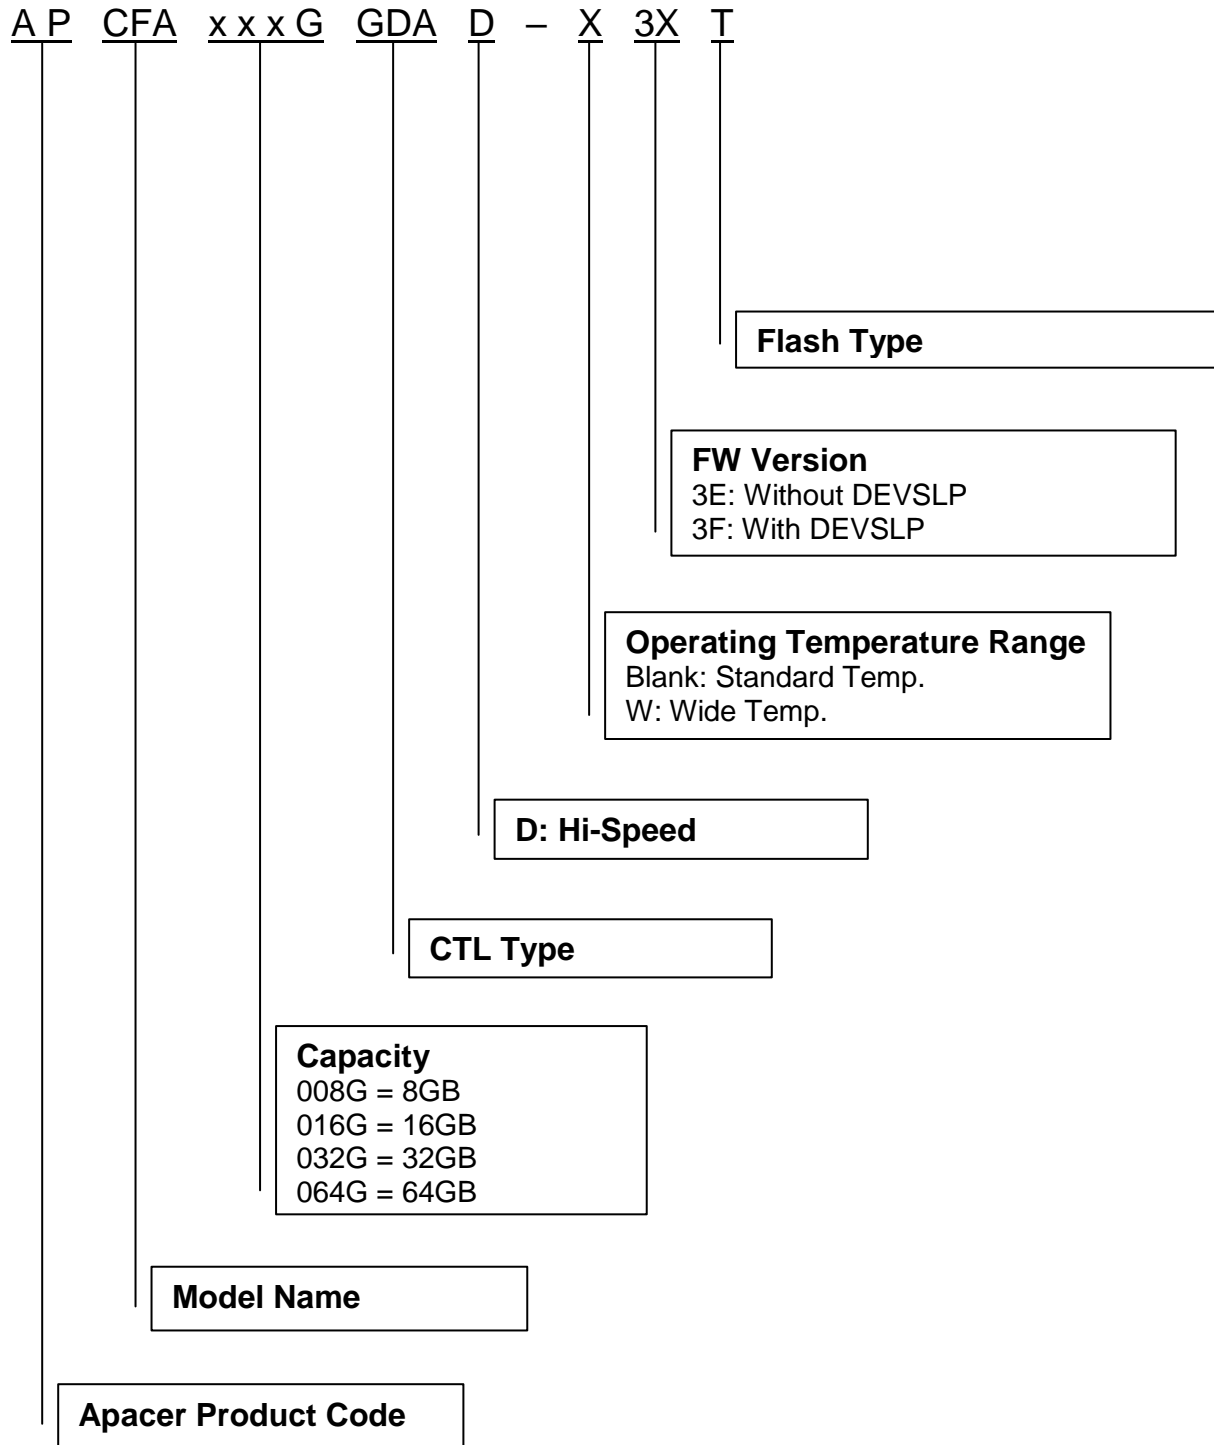 A P CFA x x x G GDA D – X 3X T
Flash Type
FW Version
3E: Without DEVSLP
3F: With DEVSLP
Operating Temperature Range
Blank: Standard Temp.
W: Wide Temp.
D: Hi-Speed
CTL Type
Capacity
008G = 8GB
016G = 16GB
032G = 32GB
064G = 64GB
Model Name
Apacer Product Code